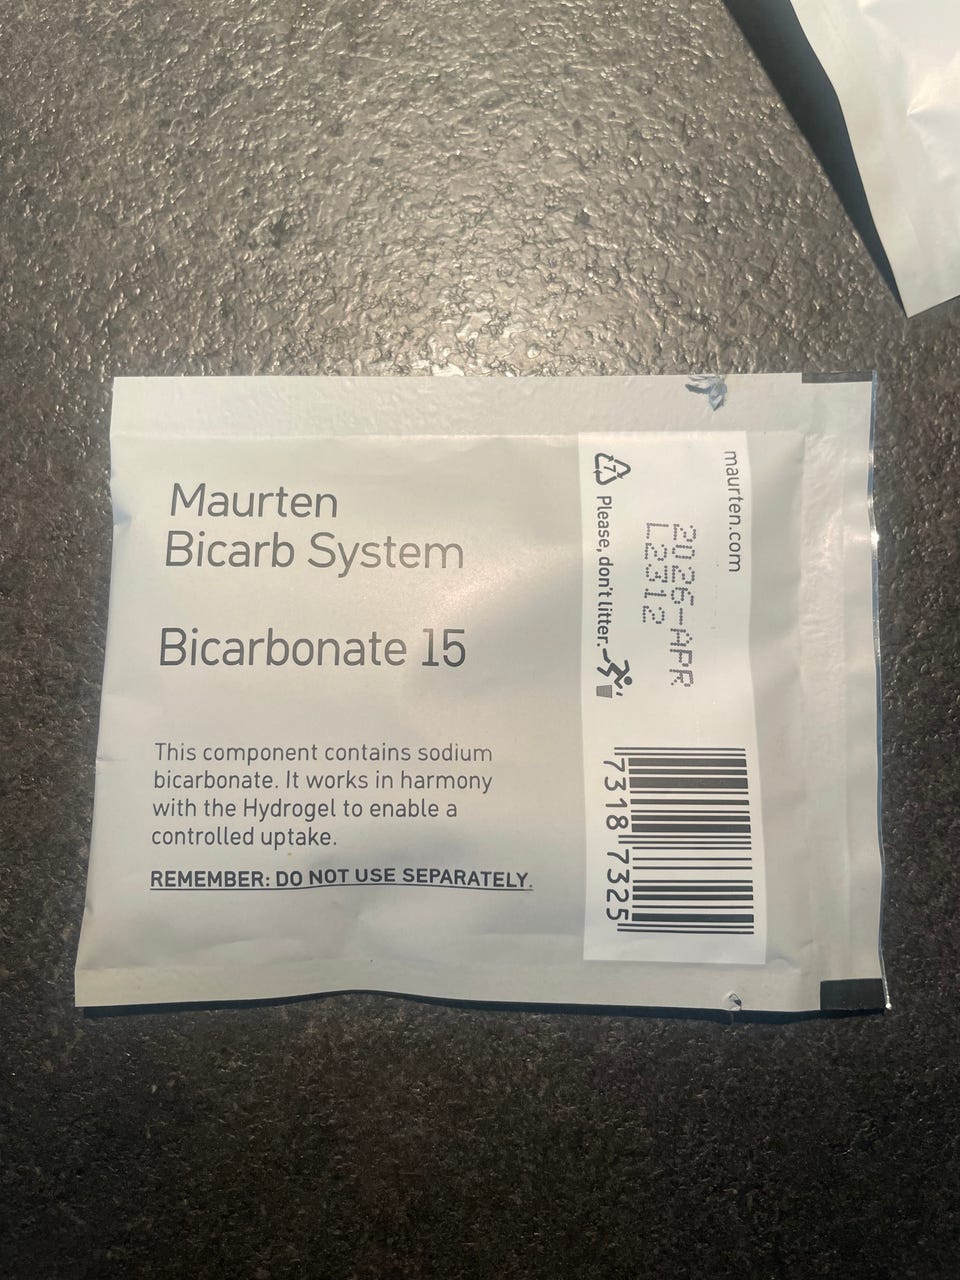 Maurten
Bicarb System
Bicarbonate 15
This component contains sodium
bicarbonate. It works in harmony
with the Hydrogel to enable a
controlled uptake.
REMEMBER: DO NOT USE SEPARATELY.
maurten.com
2026-APR
L2312
7
Please, don't litter.
7318 7325